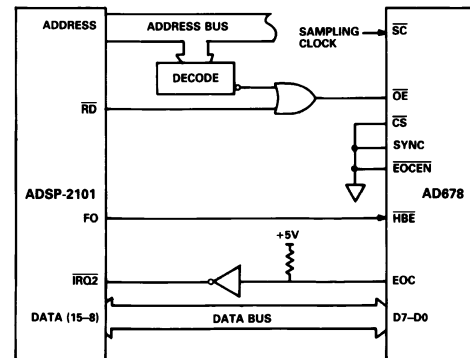 ADDRESS
ADDRESS BUS
SAMPLING
CLOCK
SC
DECODE
OE
RD
CS
SYNC
EOCEN
ADSP-2101
AD678
FO
HBE
+5V
IRQ2
EOC
DATA (15–8)
DATA BUS
D7–D0